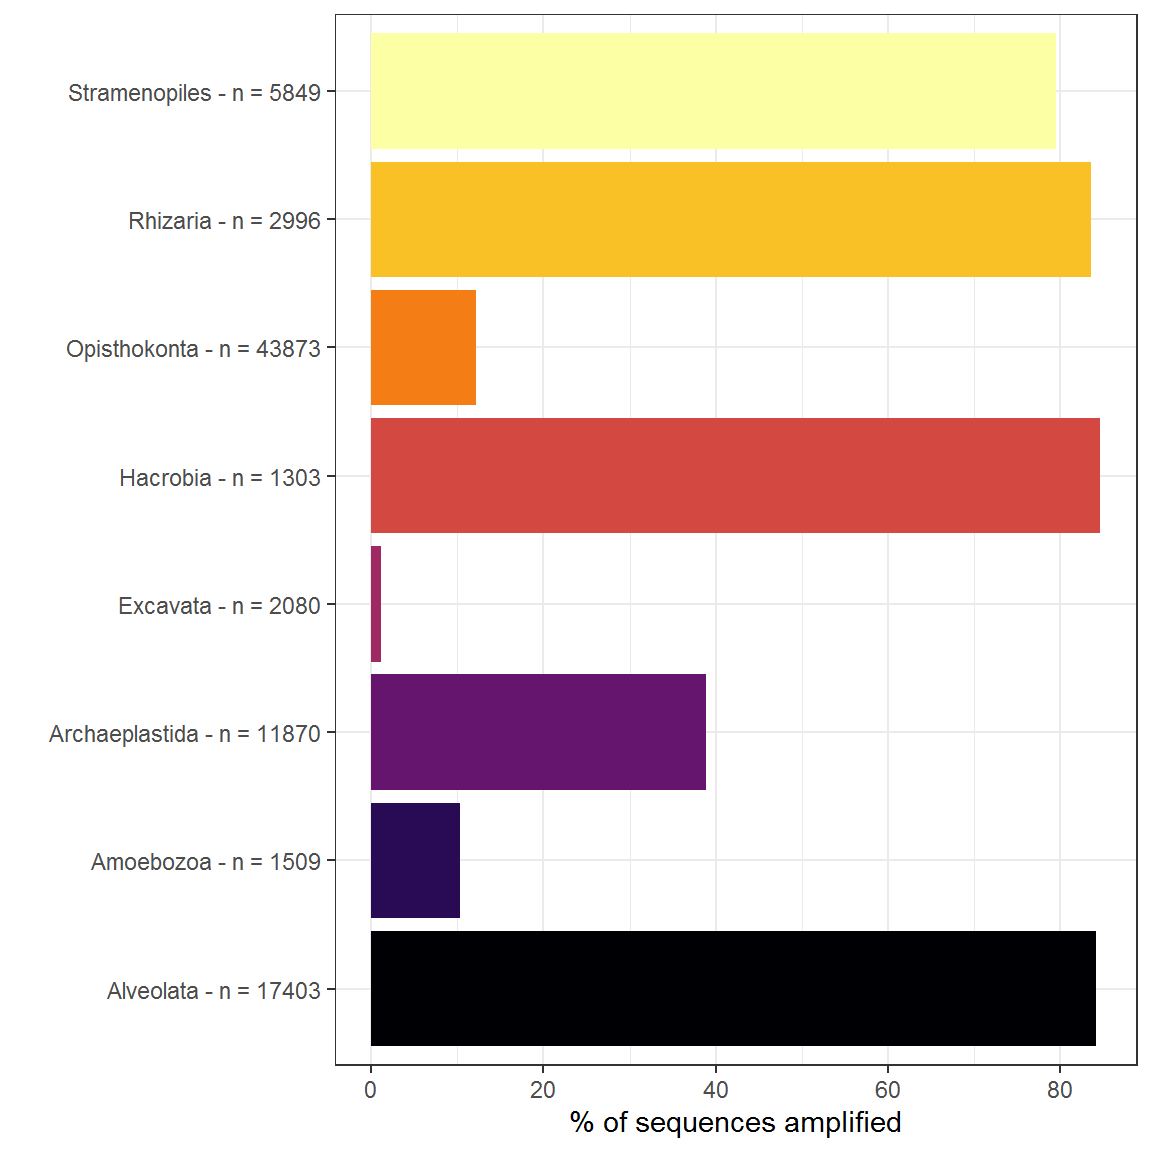 Stramenopiles - n = 5849
Rhizaria - n = 2996
Opisthokonta - n = 43873
Hacrobia - n = 1303
Excavata - n = 2080
Archaeplastida - n = 11870
Amoebozoa - n = 1509
Alveolata - n = 17403
0 20 40 60 80
% of sequences amplified